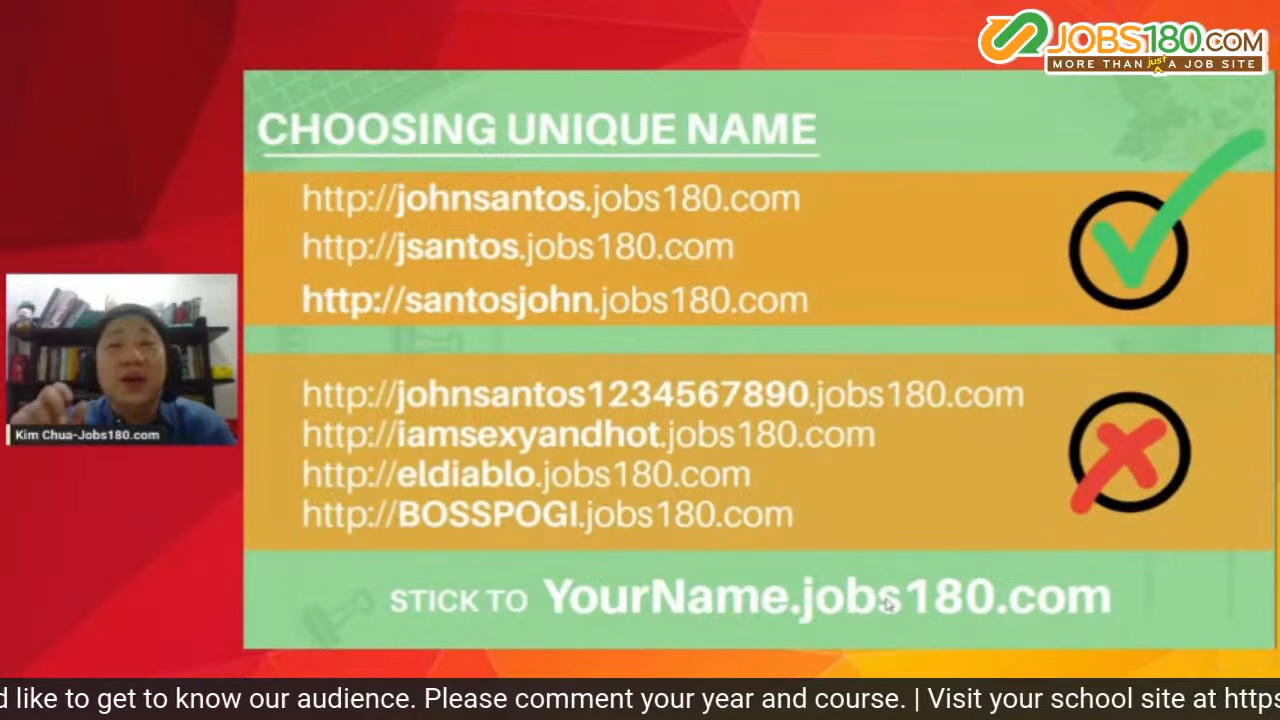 JOBS180.COM
MORE THAN just A JOB SITE
CHOOSING UNIQUE NAME
http://johnsantos.jobs180.com
http://jsantos.jobs180.com
http://santosjohn.jobs180.com
http://johnsantos1234567890.jobs180.com
http://iamsexyandhot.jobs180.com
http://eldiablo.jobs180.com
http://BOSSPOGI.jobs180.com
STICK TO YourName.jobs180.com
Kim Chua-Jobs180.com
d like to get to know our audience. Please comment your year and course. | Visit your school site at https